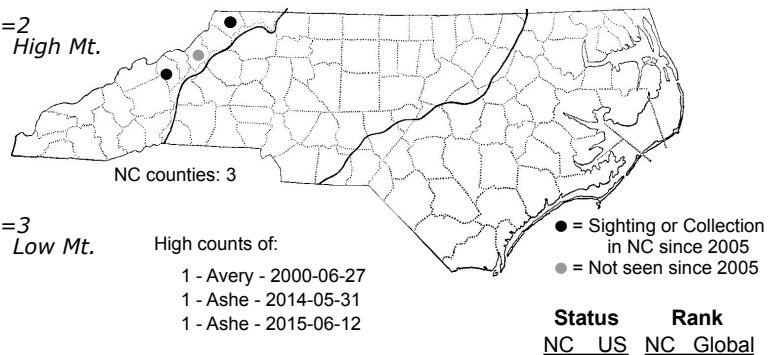 =2
High Mt.
NC counties: 3
=3
Low Mt.
High counts of:
1 - Avery - 2000-06-27
1 - Ashe - 2014-05-31
1 - Ashe - 2015-06-12
● = Sighting or Collection
in NC since 2005
● = Not seen since 2005
Status Rank
NC US NC Global